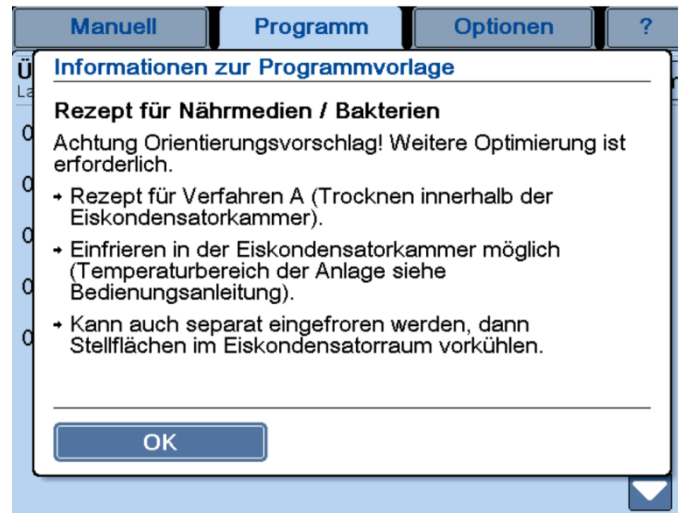 Manuell Programm Optionen ?
Informationen zur Programmvorlage
Rezept für Nährmedien / Bakterien
Achtung Orientierungsvorschlag! Weitere Optimierung ist
erforderlich.
→ Rezept für Verfahren A (Trocknen innerhalb der
Eiskondensatorkammer).
→ Einfrieren in der Eiskondensatorkammer möglich
(Temperaturbereich der Anlage siehe
Bedienungsanleitung).
→ Kann auch separat eingefroren werden, dann
Stellflächen im Eiskondensatorraum vorkühlen.
OK